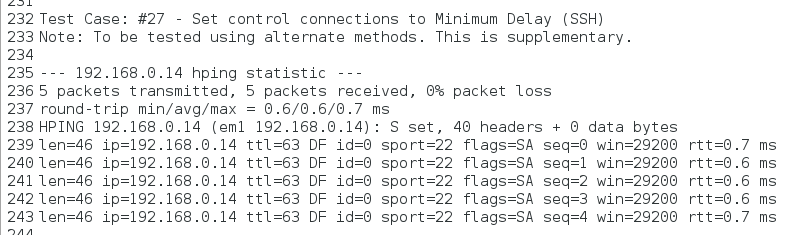 231
232 Test Case: #27 - Set control connections to Minimum Delay (SSH)
233 Note: To be tested using alternate methods. This is supplementary.
234
235 --- 192.168.0.14 hping statistic ---
236 5 packets transmitted, 5 packets received, 0% packet loss
237 round-trip min/avg/max = 0.6/0.6/0.7 ms
238 HPING 192.168.0.14 (em1 192.168.0.14): S set, 40 headers + 0 data bytes
239 len=46 ip=192.168.0.14 ttl=63 DF id=0 sport=22 flags=SA seq=0 win=29200 rtt=0.7 ms
240 len=46 ip=192.168.0.14 ttl=63 DF id=0 sport=22 flags=SA seq=1 win=29200 rtt=0.6 ms
241 len=46 ip=192.168.0.14 ttl=63 DF id=0 sport=22 flags=SA seq=2 win=29200 rtt=0.6 ms
242 len=46 ip=192.168.0.14 ttl=63 DF id=0 sport=22 flags=SA seq=3 win=29200 rtt=0.6 ms
243 len=46 ip=192.168.0.14 ttl=63 DF id=0 sport=22 flags=SA seq=4 win=29200 rtt=0.7 ms
244